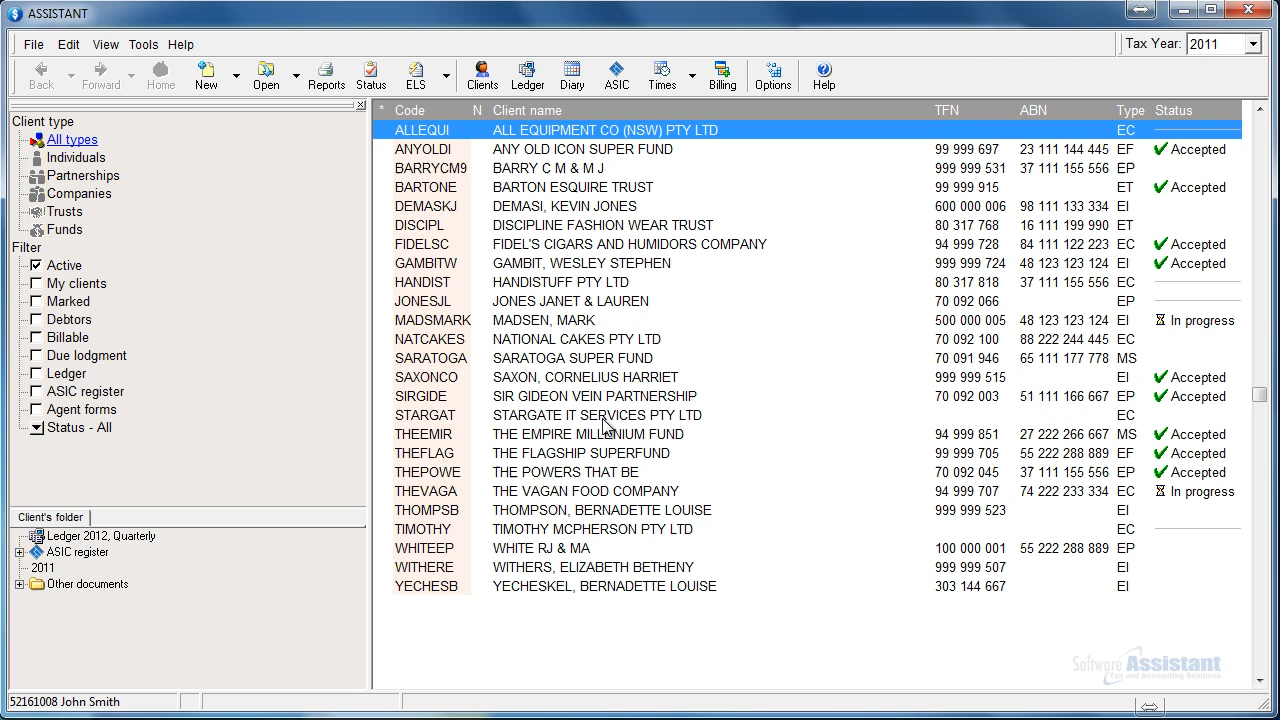 ASSISTANT
File Edit View Tools Help Tax Year: 2011
Back Forward Home New Open Reports Status ELS Clients Ledger Diary ASIC Times Billing Options Help
Client type
All types
Individuals
Partnerships
Companies
Trusts
Funds
Filter
Active
My clients
Marked
Debtors
Billable
Due lodgment
Ledger
ASIC register
Agent forms
Status - All
Client's folder
Ledger 2012, Quarterly
ASIC register
2011
Other documents
* Code N Client name TFN ABN Type Status
ALLEQUI ALL EQUIPMENT CO (NSW) PTY LTD EC
ANYOLDI ANY OLD ICON SUPER FUND 99 999 697 23 111 144 445 EF Accepted
BARRYCM9 BARRY C M & M J 999 999 531 37 111 155 556 EP
BARTONE BARTON ESQUIRE TRUST 99 999 915 ET Accepted
DEMASKJ DEMASI, KEVIN JONES 600 000 006 98 111 133 334 EI
DISCIPL DISCIPLINE FASHION WEAR TRUST 80 317 768 16 111 199 990 ET
FIDELSC FIDEL'S CIGARS AND HUMIDORS COMPANY 94 999 728 84 111 122 223 EC Accepted
GAMBITW GAMBIT, WESLEY STEPHEN 999 999 724 48 123 123 124 EI Accepted
HANDIST HANDISTUFF PTY LTD 80 317 818 37 111 155 556 EC
JONESJL JONES JANET & LAUREN 70 092 066 EP
MADSMARK MADSEN, MARK 500 000 005 48 123 123 124 EI In progress
NATCAKES NATIONAL CAKES PTY LTD 70 092 100 88 222 244 445 EC
SARATOGA SARATOGA SUPER FUND 70 091 946 65 111 177 778 MS
SAXONCO SAXON, CORNELIUS HARRIET 999 999 515 EI Accepted
SIRGIDE SIR GIDEON VEIN PARTNERSHIP 70 092 003 51 111 166 667 EP Accepted
STARGAT STARGATE IT SERVICES PTY LTD EC
THEEMIR THE EMPIRE MILLENIUM FUND 94 999 851 27 222 266 667 MS Accepted
THEFLAG THE FLAGSHIP SUPERFUND 99 999 705 55 222 288 889 EF Accepted
THEPOWE THE POWERS THAT BE 70 092 045 37 111 155 556 EP Accepted
THEVAGA THE VAGAN FOOD COMPANY 94 999 707 74 222 233 334 EC In progress
THOMPSB THOMPSON, BERNADETTE LOUISE 999 999 523 EI
TIMOTHY TIMOTHY MCPHERSON PTY LTD EC
WHITEEP WHITE RJ & MA 100 000 001 55 222 288 889 EP
WITHERE WITHERS, ELIZABETH BETHENY 999 999 507 EI
YECHESB YECHESKEL, BERNADETTE LOUISE 303 144 667 EI
Software Assistant
Tax and Accounting Solutions
52161008 John Smith